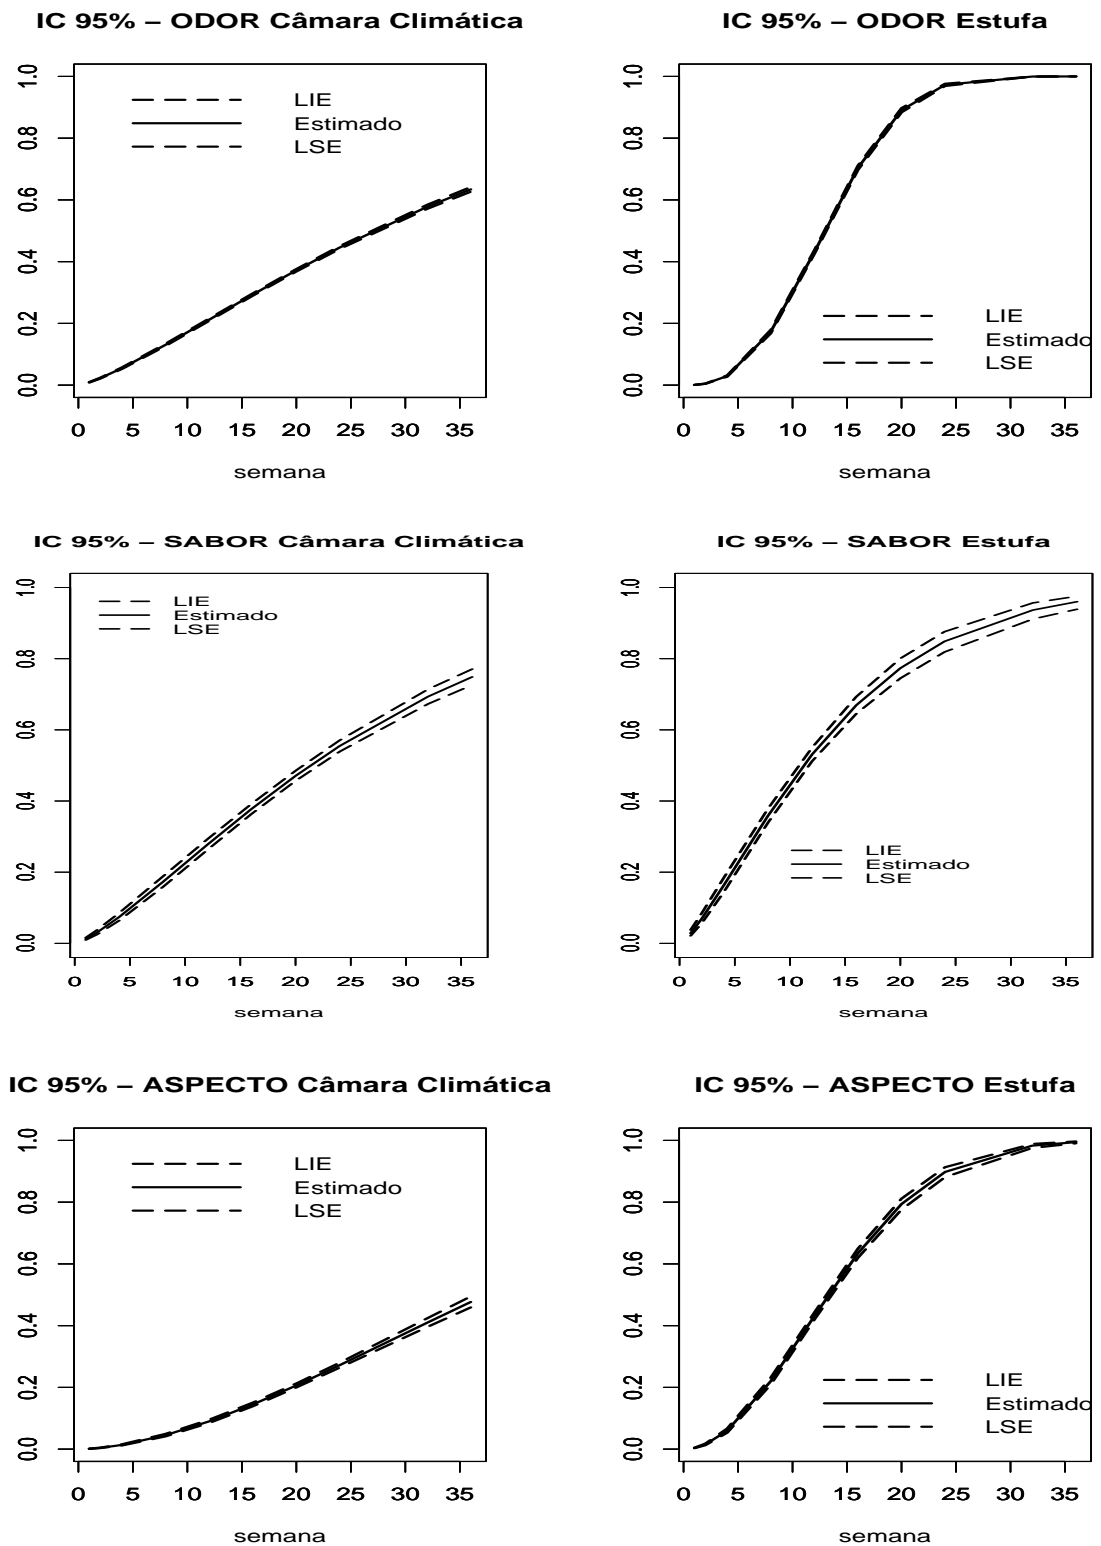 IC 95% – ODOR Câmara Climática
LIE
Estimado
LSE
0.0 0.2 0.4 0.6 0.8 1.0
0 5 10 15 20 25 30 35
semana
IC 95% – ODOR Estufa
LIE
Estimado
LSE
0.0 0.2 0.4 0.6 0.8 1.0
0 5 10 15 20 25 30 35
semana
IC 95% – SABOR Câmara Climática
LIE
Estimado
LSE
0.0 0.2 0.4 0.6 0.8 1.0
0 5 10 15 20 25 30 35
semana
IC 95% – SABOR Estufa
LIE
Estimado
LSE
0.0 0.2 0.4 0.6 0.8 1.0
0 5 10 15 20 25 30 35
semana
IC 95% – ASPECTO Câmara Climática
LIE
Estimado
LSE
0.0 0.2 0.4 0.6 0.8 1.0
0 5 10 15 20 25 30 35
semana
IC 95% – ASPECTO Estufa
LIE
Estimado
LSE
0.0 0.2 0.4 0.6 0.8 1.0
0 5 10 15 20 25 30 35
semana